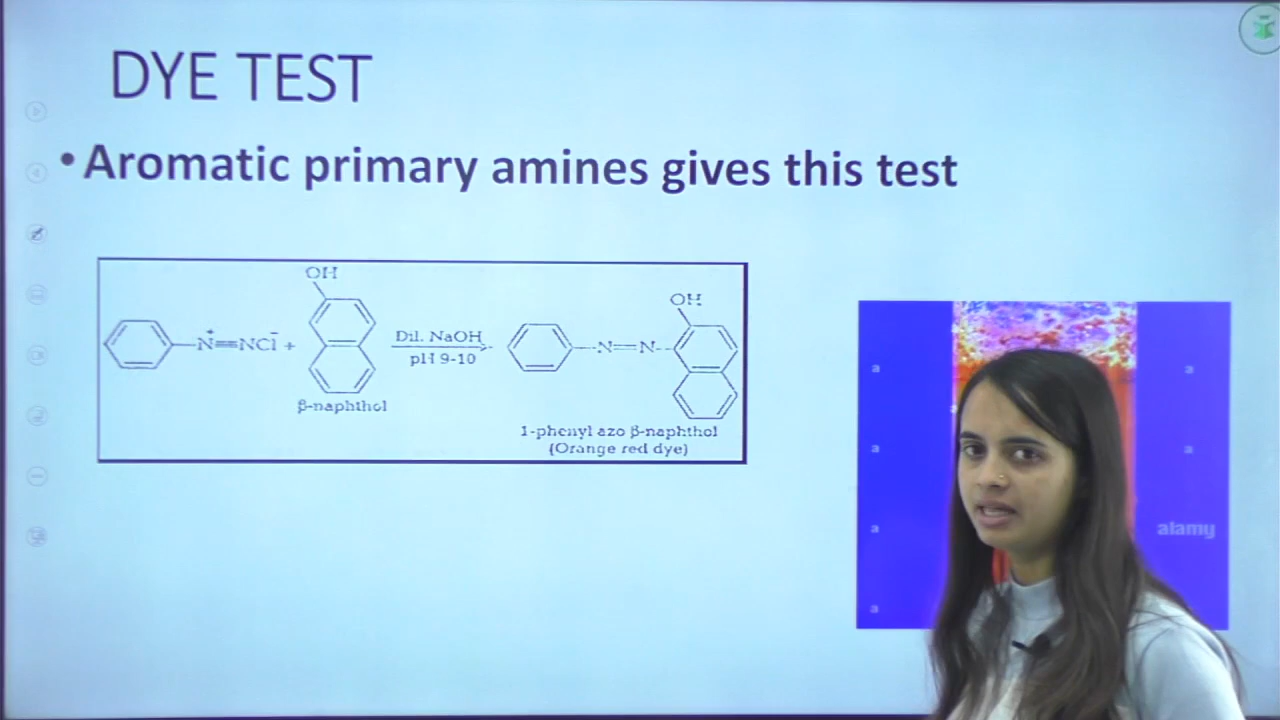 DYE TEST
• Aromatic primary amines gives this test
OH
N≡NCl +
+
-
β-naphthol
Dil. NaOH
pH 9-10
OH
N=N
1-phenyl azo β-naphthol
(Orange red dye)
a
a
a
a
a
a
alamy